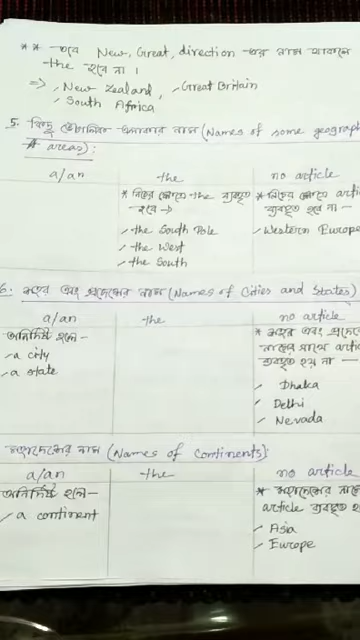 ** তবে New, Great, direction এর নাম থাকলে
the হবে না।
⇒ ✓ New Zealand, ✓ Great Britain
✓ South Africa
5. কিছু ভৌগলিক এলাকার নাম (Names of some geograph
areas):
a/an the no article
* নিচের ক্ষেত্রে the ব্যবহৃত
হবে →
✓ the South Pole
✓ the West
✓ the South
* নিচের ক্ষেত্রে arti
ব্যবহৃত হবে না —
✓ Western Europe
6. শহর এবং প্রদেশের নাম (Names of Cities and States)
a/an the no article
অনির্দিষ্ট হলে-
✓ a city
✓ a state
* শহর এবং প্রদে
নামের সাথে arti
ব্যবহৃত হয় না —
✓ Dhaka
✓ Delhi
✓ Nevada
মহাদেশের নাম (Names of Continents):
a/an the no article
অনির্দিষ্ট হলে-
✓ a continent
* মহাদেশের নামে
article ব্যবহৃত হ
✓ Asia
✓ Europe